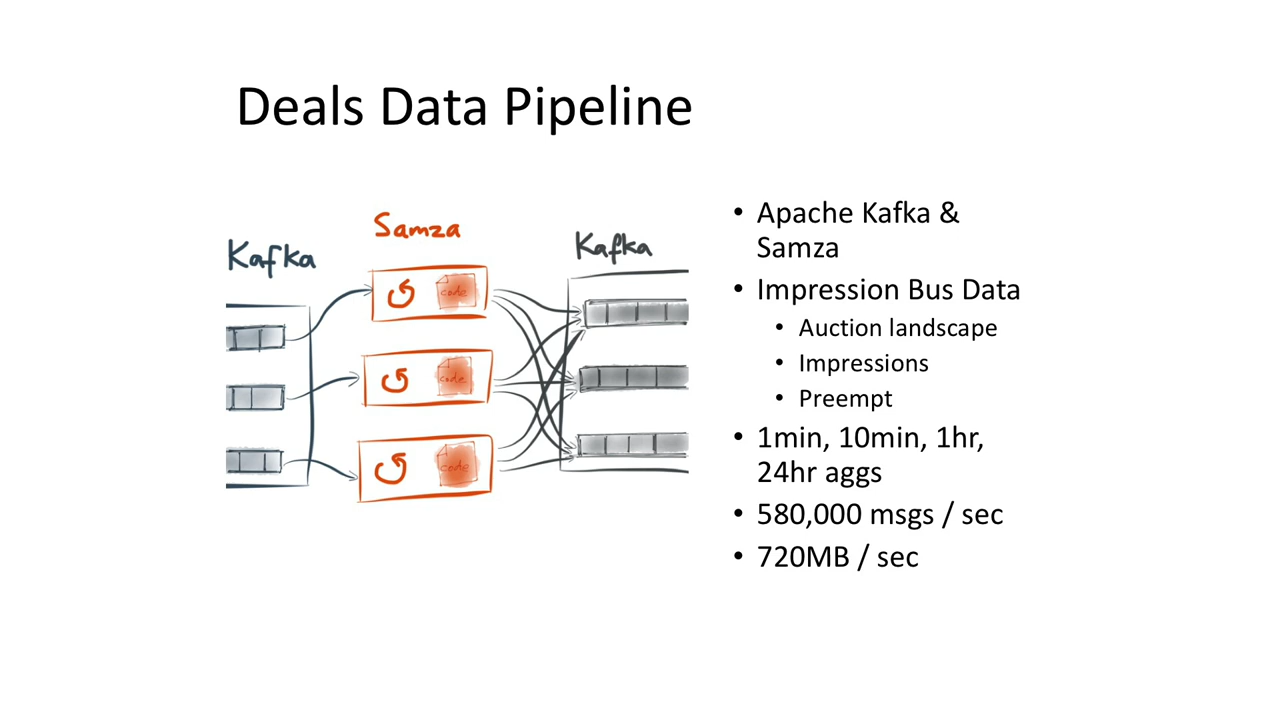 Deals Data Pipeline
Kafka
Samza
Kafka
code
code
code
• Apache Kafka &
Samza
• Impression Bus Data
• Auction landscape
• Impressions
• Preempt
• 1min, 10min, 1hr,
24hr aggs
• 580,000 msgs / sec
• 720MB / sec